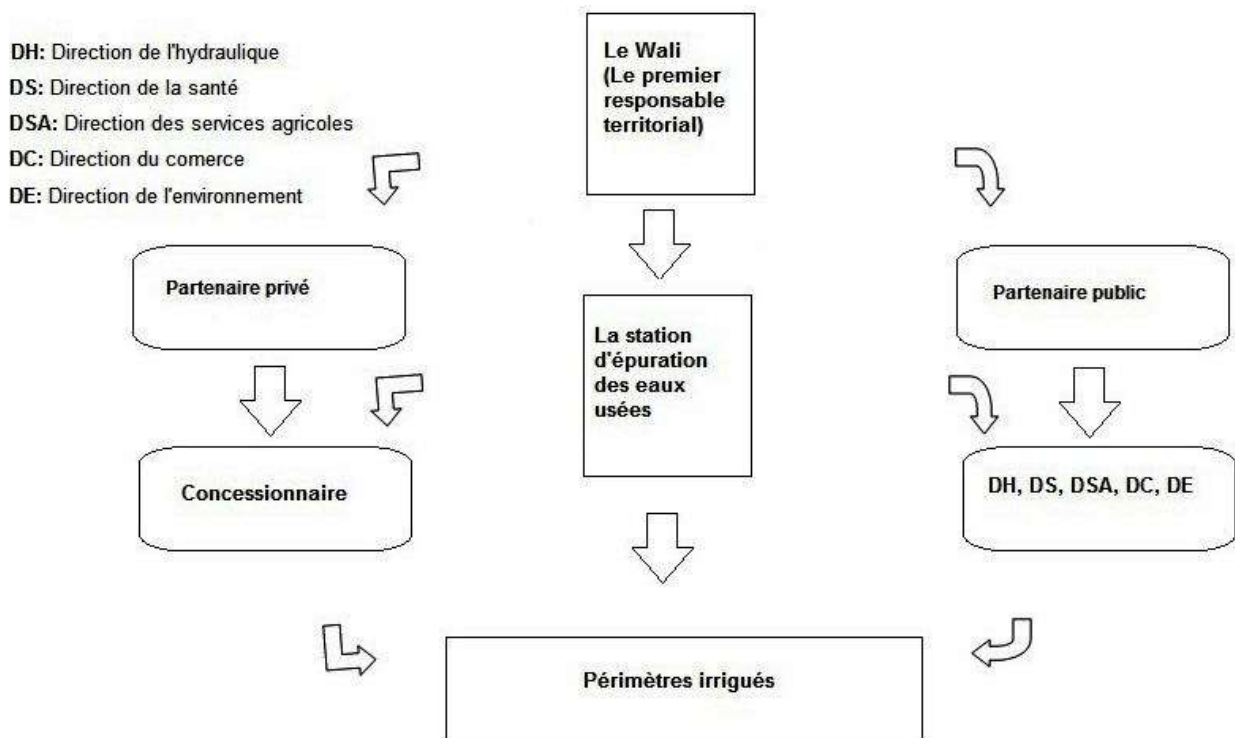 DH: Direction de l'hydraulique
DS: Direction de la santé
DSA: Direction des services agricoles
DC: Direction du comerce
DE: Direction de l'environnement
Le Wali
(Le premier
responsable
territorial)
Partenaire privé
La station
d'épuration
des eaux
usées
Partenaire public
Concessionnaire
DH, DS, DSA, DC, DE
Périmètres irrigués